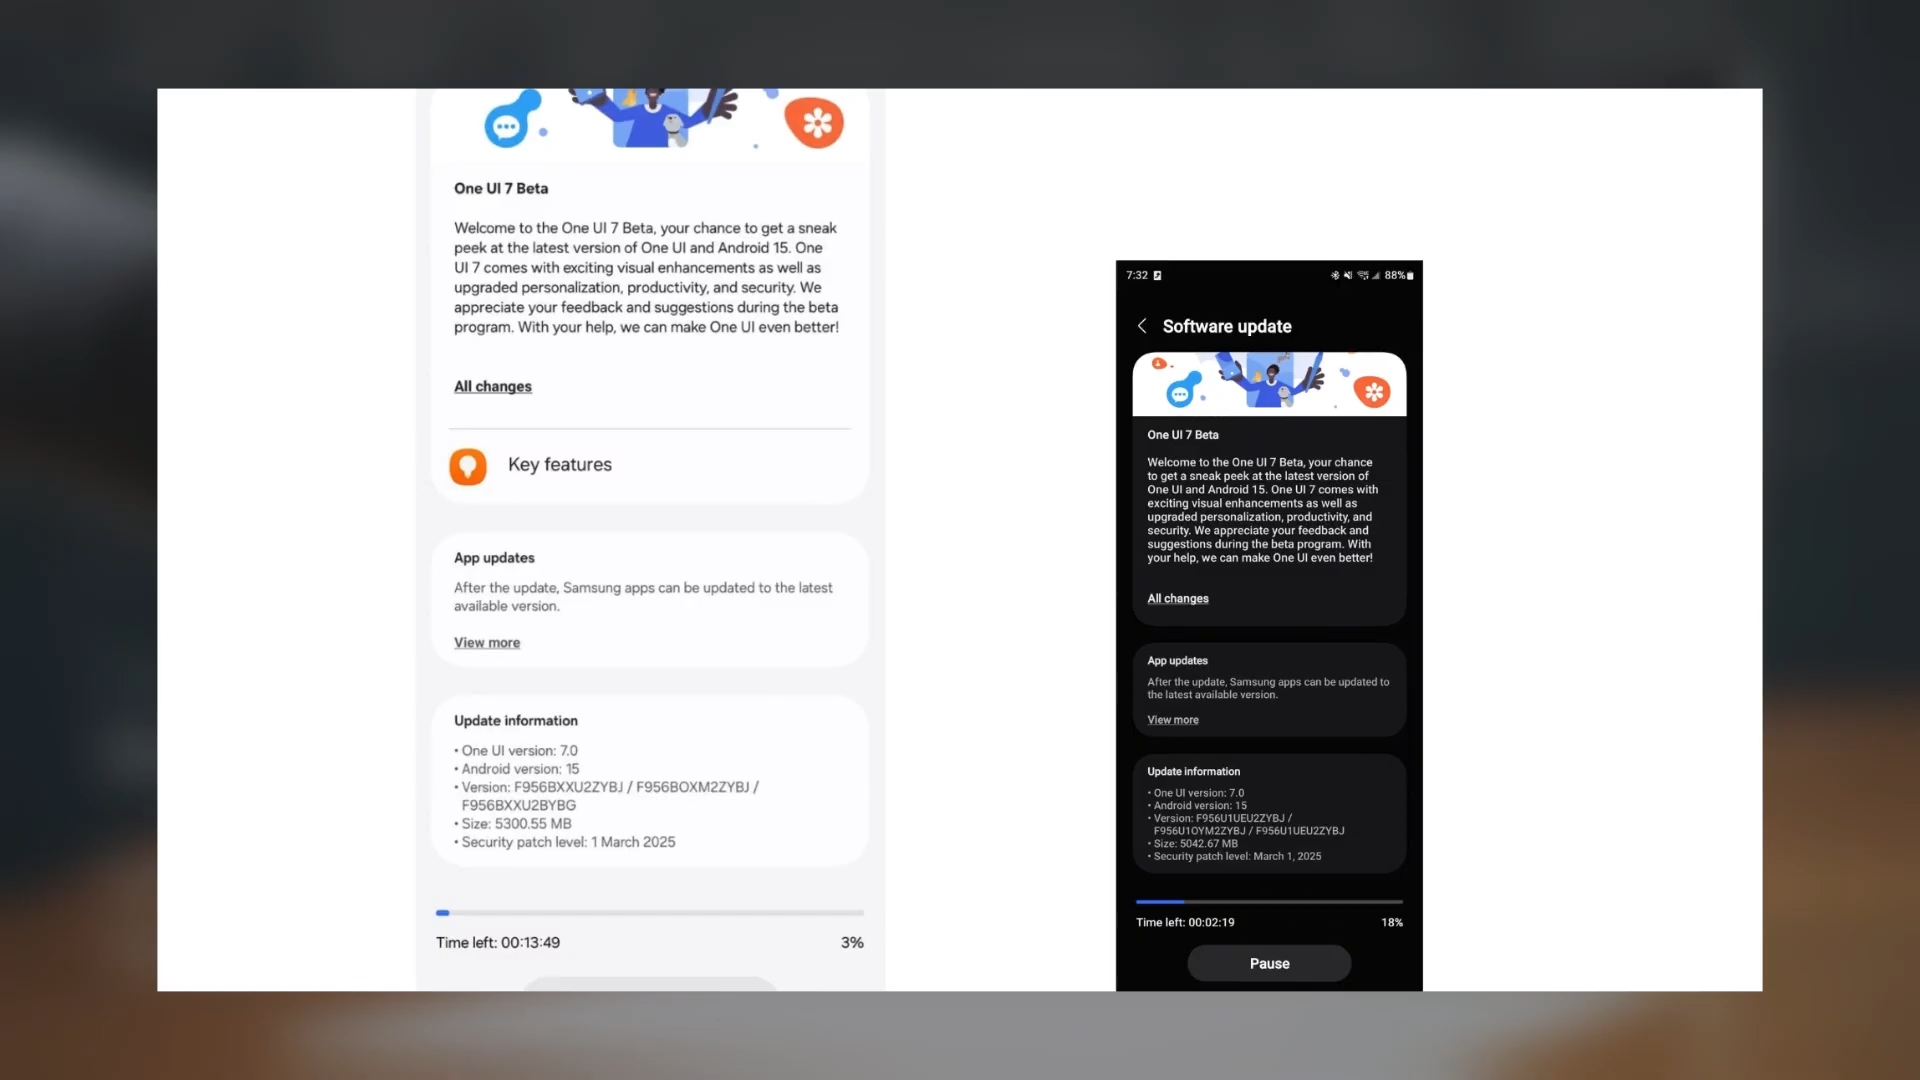 One UI 7 Beta
Welcome to the One UI 7 Beta, your chance to get a sneak
peek at the latest version of One UI and Android 15. One
UI 7 comes with exciting visual enhancements as well as
upgraded personalization, productivity, and security. We
appreciate your feedback and suggestions during the beta
program. With your help, we can make One UI even better!
All changes
Key features
App updates
After the update, Samsung apps can be updated to the latest
available version.
View more
Update information
• One UI version: 7.0
• Android version: 15
• Version: F956BXXU2ZYBJ / F956BOXM2ZYBJ /
F956BXXU2BYBG
• Size: 5300.55 MB
• Security patch level: 1 March 2025
Time left: 00:13:49
3%
7:32
88%
Software update
One UI 7 Beta
Welcome to the One UI 7 Beta, your chance
to get a sneak peek at the latest version of
One UI and Android 15. One UI 7 comes with
exciting visual enhancements as well as
upgraded personalization, productivity, and
security. We appreciate your feedback and
suggestions during the beta program. With
your help, we can make One UI even better!
All changes
App updates
After the update, Samsung apps can be updated to
the latest available version.
View more
Update information
• One UI version: 7.0
• Android version: 15
• Version: F956U1UEU2ZYBJ /
F956U1OYM2ZYBJ / F956U1UEU2ZYBJ
• Size: 5042.67 MB
• Security patch level: March 1, 2025
Time left: 00:02:19
18%
Pause